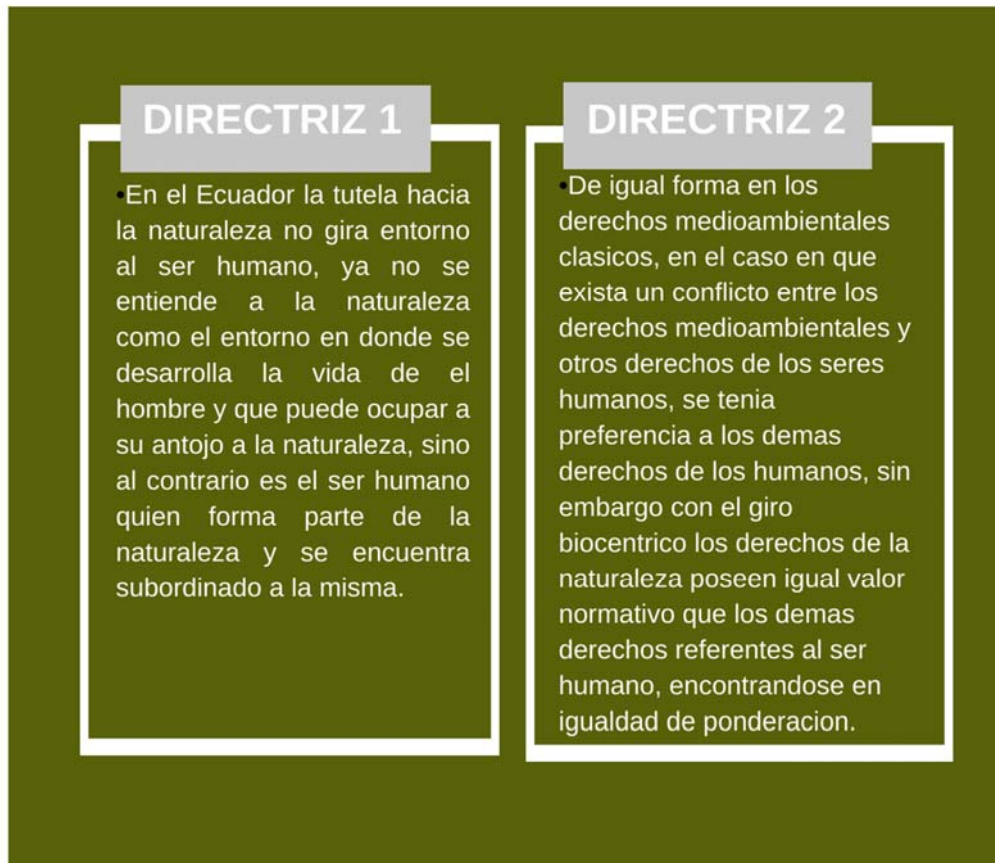 DIRECTRIZ 1
•En el Ecuador la tutela hacia
la naturaleza no gira entorno
al ser humano, ya no se
entiende a la naturaleza
como el entorno en donde se
desarrolla la vida de el
hombre y que puede ocupar a
su antojo a la naturaleza, sino
al contrario es el ser humano
quien forma parte de la
naturaleza y se encuentra
subordinado a la misma.
DIRECTRIZ 2
•De igual forma en los
derechos medioambientales
clasicos, en el caso en que
exista un conflicto entre los
derechos medioambientales y
otros derechos de los seres
humanos, se tenia
preferencia a los demas
derechos de los humanos, sin
embargo con el giro
biocentrico los derechos de la
naturaleza poseen igual valor
normativo que los demas
derechos referentes al ser
humano, encontrandose en
igualdad de ponderacion.